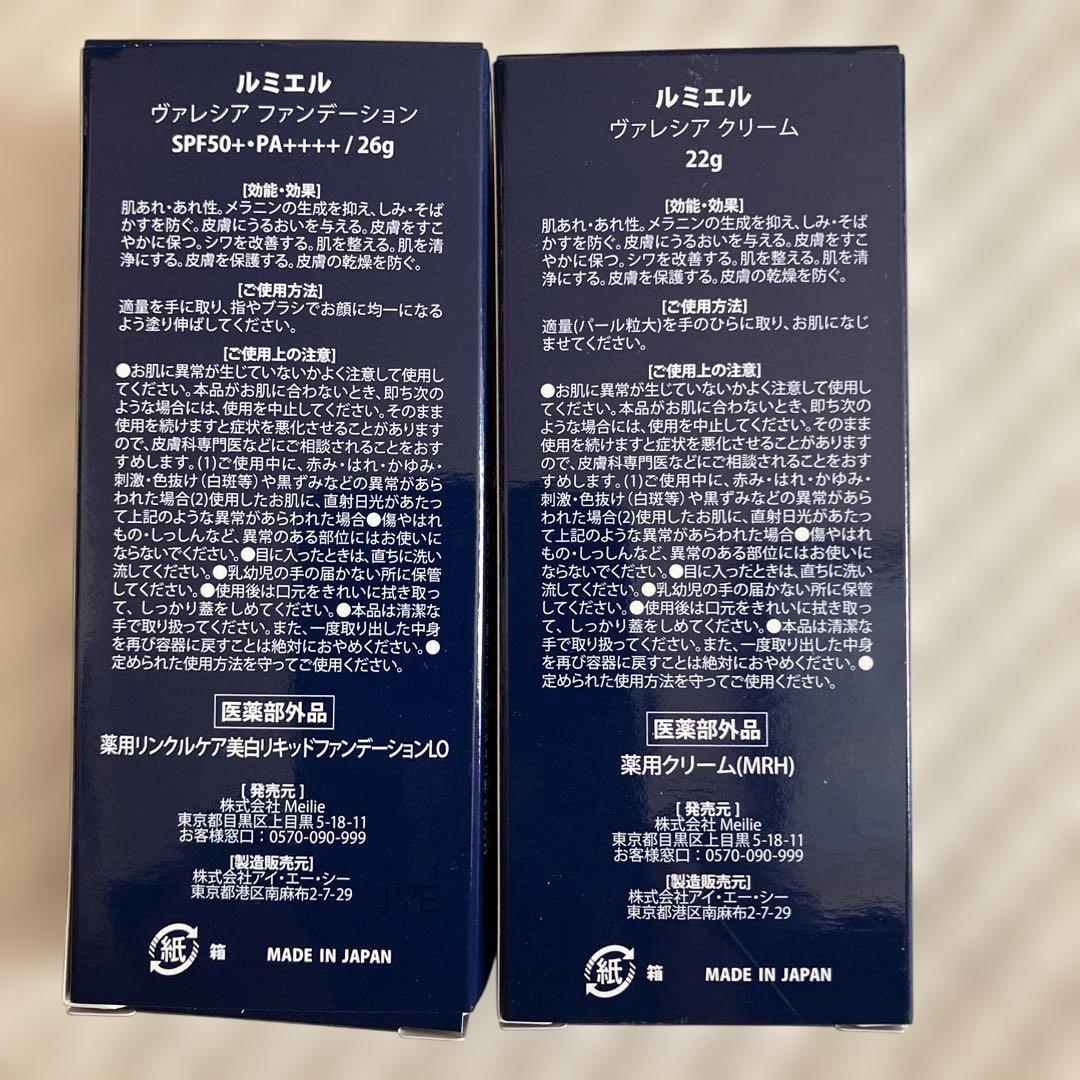 ルミエル
ヴァレシア ファンデーション
SPF50+・PA++++ / 26g
[効能・効果]
肌あれ・あれ性。メラニンの生成を抑え、しみ・そば
かすを防ぐ。皮膚にうるおいを与える。皮膚をすこ
やかに保つ。シワを改善する。肌を整える。肌を清
浄にする。皮膚を保護する。皮膚の乾燥を防ぐ。
[ご使用方法]
適量を手に取り、指やブラシでお顔に均一になる
よう塗り伸ばしてください。
[ご使用上の注意]
●お肌に異常が生じていないかよく注意して使用し
てください。本品がお肌に合わないとき、即ち次の
ような場合には、使用を中止してください。そのまま
使用を続けますと症状を悪化させることがあります
ので、皮膚科専門医などにご相談されることをおす
すめします。(1)ご使用中に、赤み・はれ・かゆみ・
刺激・色抜け(白斑等)や黒ずみなどの異常があら
われた場合(2)使用したお肌に、直射日光があたっ
て上記のような異常があらわれた場合●傷やはれ
もの・しっしんなど、異常のある部位にはお使いに
ならないでください。●目に入ったときは、直ちに洗い
流してください。●乳幼児の手の届かない所に保管
してください。●使用後は口元をきれいに拭き取っ
て、しっかり蓋をしめてください。●本品は清潔な
手で取り扱ってください。また、一度取り出した中身
を再び容器に戻すことは絶対におやめください。●
定められた使用方法を守ってご使用ください。
医薬部外品
薬用リンクルケア美白リキッドファンデーションLO
[発売元]
株式会社 Meilie
東京都目黒区上目黒5-18-11
お客様窓口:0570-090-999
[製造販売元]
株式会社アイ・エー・シー
東京都港区南麻布2-7-29
JYE
紙 箱 MADE IN JAPAN
ルミエル
ヴァレシア クリーム
22g
[効能・効果]
肌あれ・あれ性。メラニンの生成を抑え、しみ・そば
かすを防ぐ。皮膚にうるおいを与える。皮膚をすこ
やかに保つ。シワを改善する。肌を整える。肌を清
浄にする。皮膚を保護する。皮膚の乾燥を防ぐ。
[ご使用方法]
適量(パール粒大)を手のひらに取り、お肌になじ
ませてください。
[ご使用上の注意]
●お肌に異常が生じていないかよく注意して使用し
てください。本品がお肌に合わないとき、即ち次の
ような場合には、使用を中止してください。そのまま
使用を続けますと症状を悪化させることがあります
ので、皮膚科専門医などにご相談されることをおす
すめします。(1)ご使用中に、赤み・はれ・かゆみ・
刺激・色抜け(白斑等)や黒ずみなどの異常があら
われた場合(2)使用したお肌に、直射日光があたっ
て上記のような異常があらわれた場合●傷やはれ
もの・しっしんなど、異常のある部位にはお使いに
ならないでください。●目に入ったときは、直ちに洗い
流してください。●乳幼児の手の届かない所に保管
してください。●使用後は口元をきれいに拭き取っ
て、しっかり蓋をしめてください。●本品は清潔な
手で取り扱ってください。また、一度取り出した中身
を再び容器に戻すことは絶対におやめください。●
定められた使用方法を守ってご使用ください。
医薬部外品
薬用クリーム(MRH)
[発売元]
株式会社 Meilie
東京都目黒区上目黒5-18-11
お客様窓口:0570-090-999
[製造販売元]
株式会社アイ・エー・シー
東京都港区南麻布2-7-29
紙 箱 MADE IN JAPAN